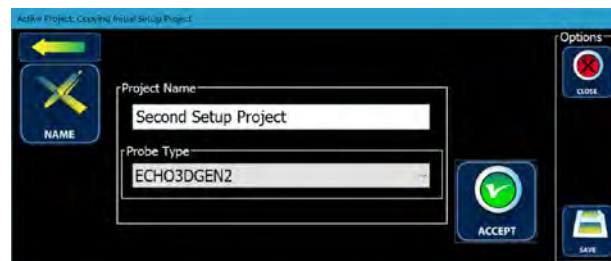 Active Project: Copying Initial Setup Project
Options
Project Name
CLOSE
Second Setup Project
NAME
Probe Type
ECHO3DGEN2
ACCEPT
SAVE